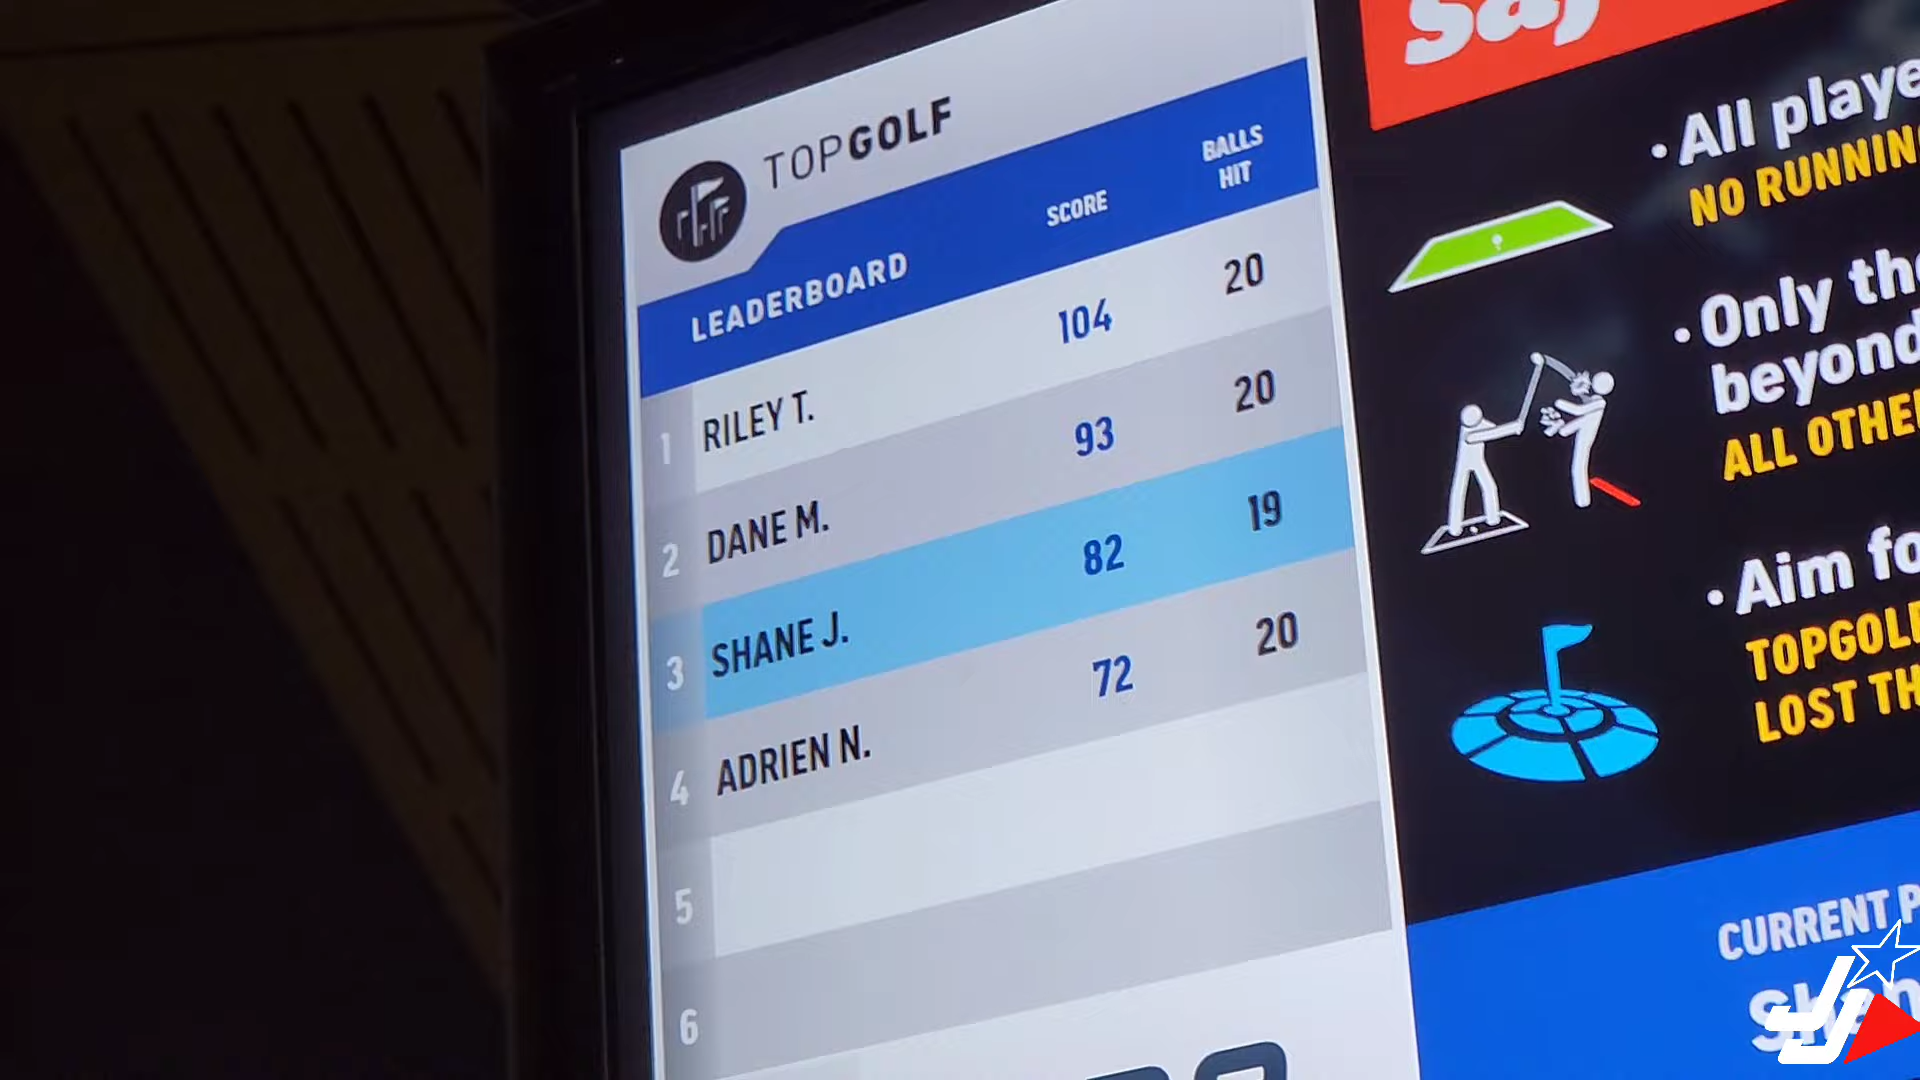 TOPGOLF
LEADERBOARD SCORE BALLS HIT
1 RILEY T. 104 20
2 DANE M. 93 20
3 SHANE J. 82 19
4 ADRIEN N. 72 20
5
6
· All playe
NO RUNNIN
· Only the
beyond
ALL OTHE
· Aim fo
TOPGOL
LOST TH
CURRENT P